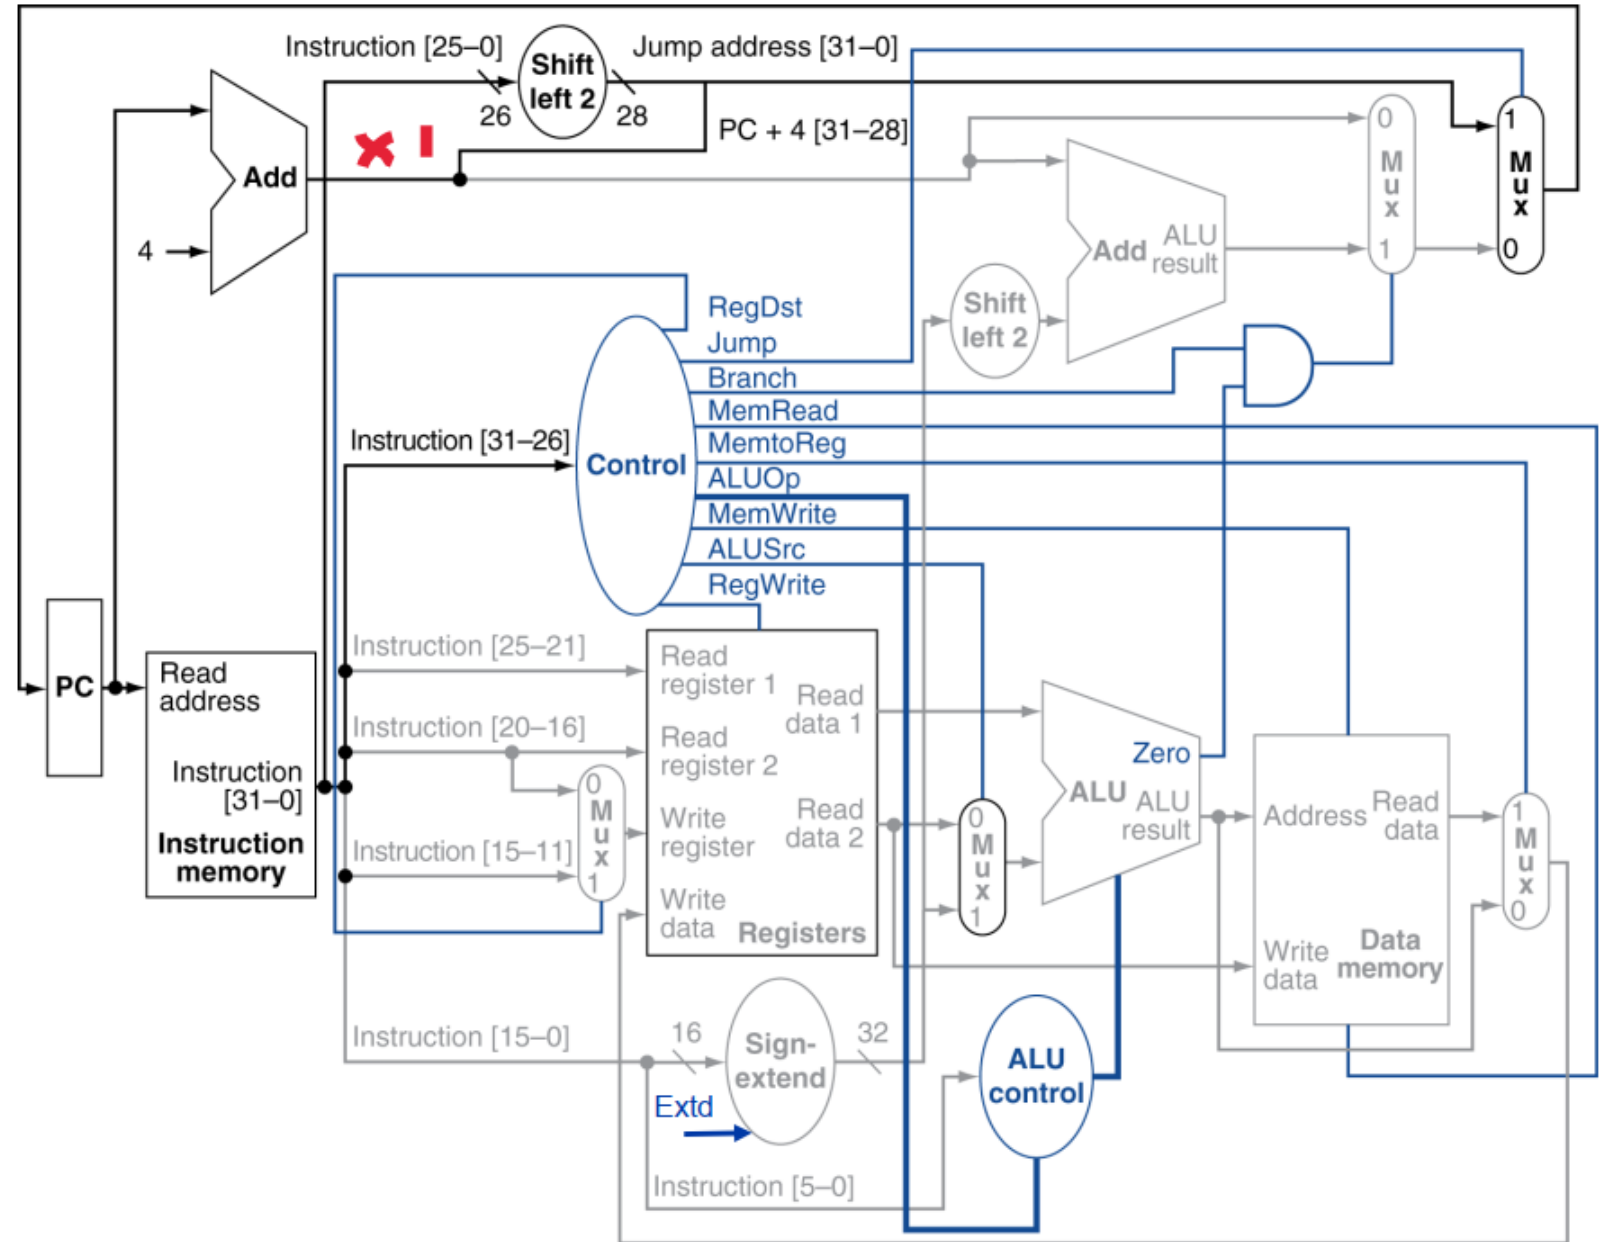 Instruction [25–0]
Shift
left 2
Jump address [31–0]
26
28
PC + 4 [31–28]
Add
4
0
M
u
x
1
1
M
u
x
0
Add
ALU
result
Shift
left 2
RegDst
Jump
Branch
MemRead
MemtoReg
ALUOp
MemWrite
ALUSrc
RegWrite
Instruction [31–26]
Control
PC
Read
address
Instruction
[31–0]
Instruction
memory
Instruction [25–21]
Instruction [20–16]
Instruction [15–11]
0
M
u
x
1
Read
register 1
Read
register 2
Write
register
Write
data
Read
data 1
Read
data 2
Registers
0
M
u
x
1
Zero
ALU
ALU
result
Address
Read
data
Write
data
Data
memory
1
M
u
x
0
Instruction [15–0]
16
Sign-
extend
32
Extd
ALU
control
Instruction [5–0]